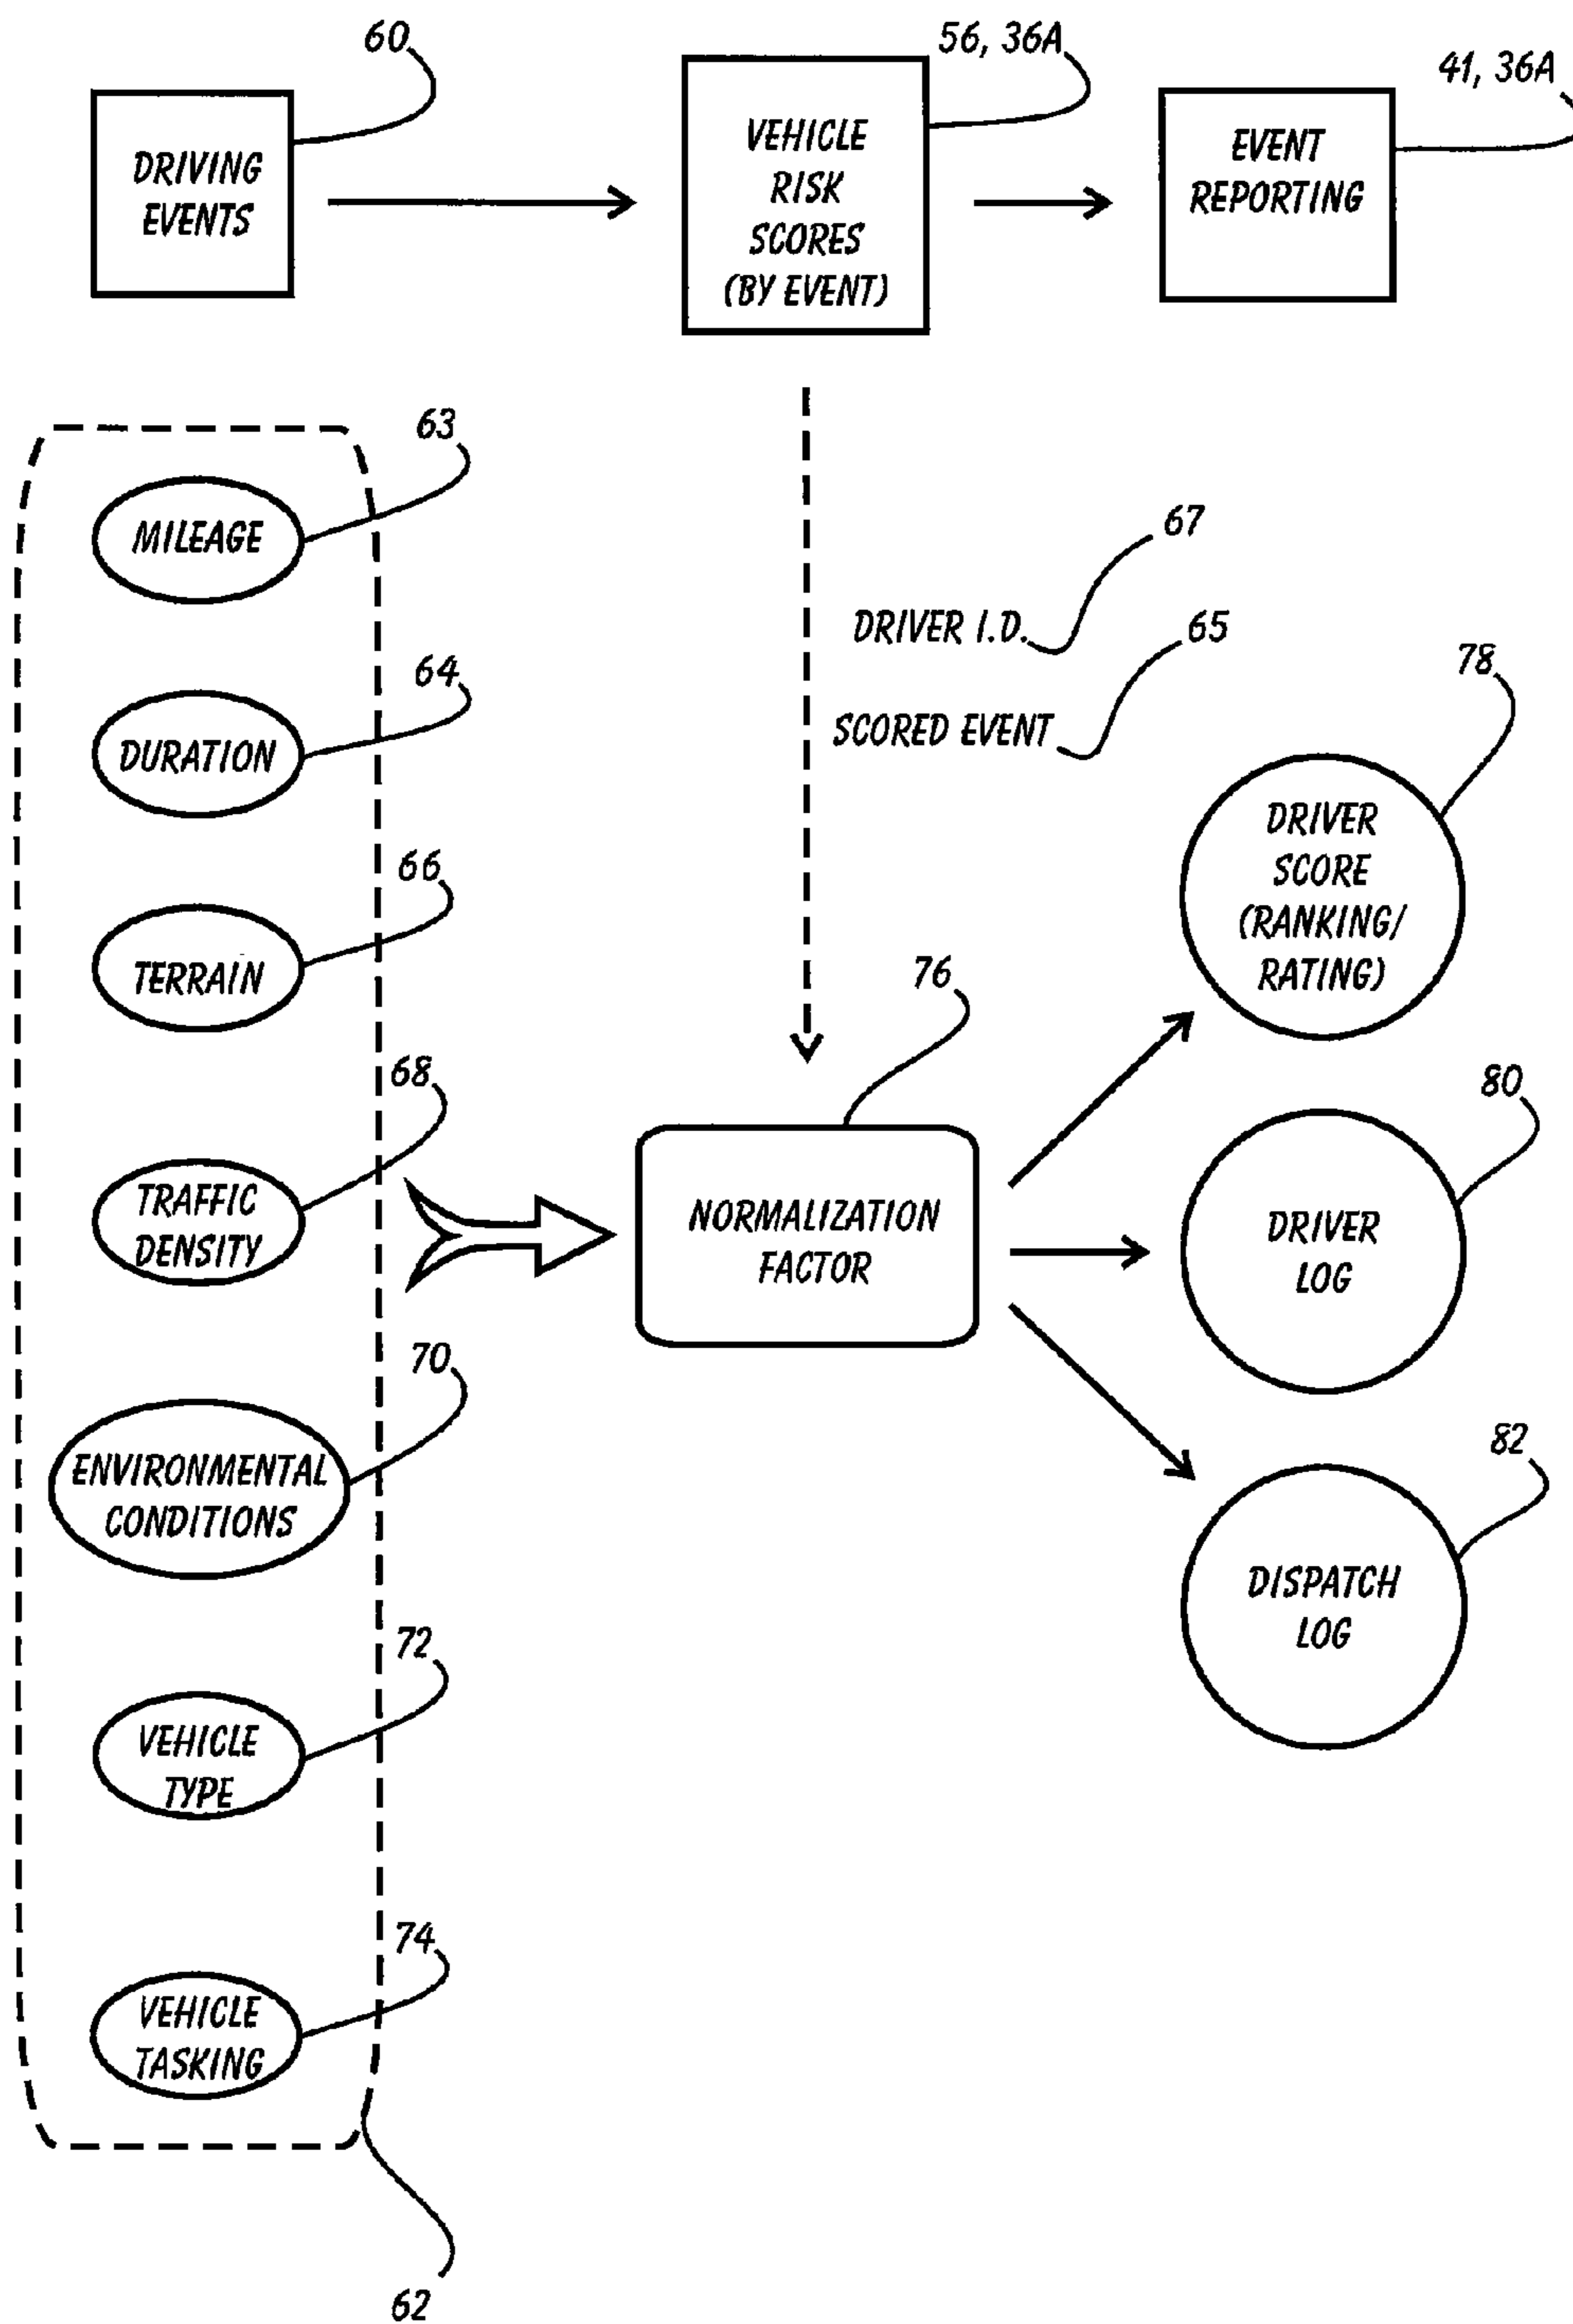 60
56, 36A
41, 36A
DRIVING
EVENTS
VEHICLE
RISK
SCORES
(BY EVENT)
EVENT
REPORTING
63
MILEAGE
67
DRIVER I.D.
65
SCORED EVENT
64
DURATION
78
DRIVER
SCORE
(RANKING/
RATING)
66
TERRAIN
76
68
TRAFFIC
DENSITY
NORMALIZATION
FACTOR
80
DRIVER
LOG
70
ENVIRONMENTAL
CONDITIONS
82
DISPATCH
LOG
72
VEHICLE
TYPE
74
VEHICLE
TASKING
62